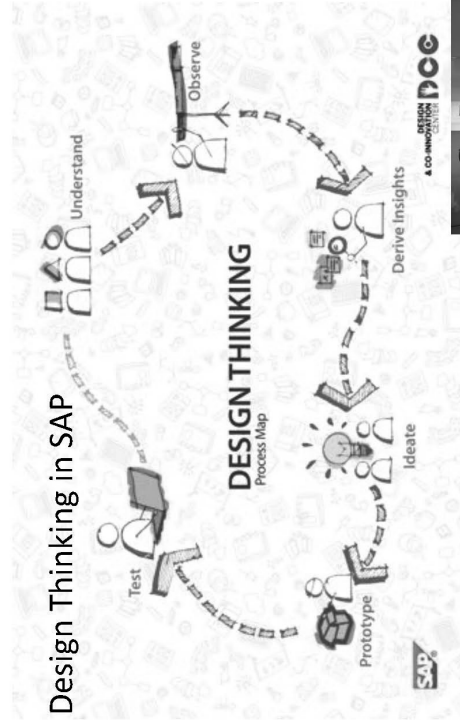 Design Thinking in SAP
Understand
Observe
Derive Insights
Ideate
Prototype
Test
DESIGN THINKING
Process Map
SAP
DESIGN
& CO-INNOVATION
CENTER
DCC